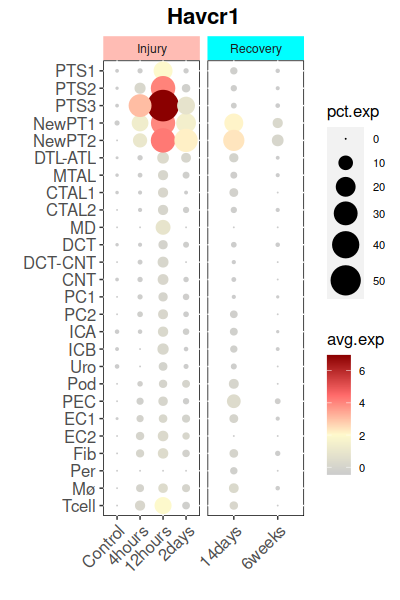 Havcr1
Injury
Recovery
PTS1
PTS2
PTS3
NewPT1
NewPT2
DTL-ATL
MTAL
CTAL1
CTAL2
MD
DCT
DCT-CNT
CNT
PC1
PC2
ICA
ICB
Uro
Pod
PEC
EC1
EC2
Fib
Per
Mø
Tcell
Control
4hours
12hours
2days
14days
6weeks
pct.exp
0
10
20
30
40
50
avg.exp
6
4
2
0